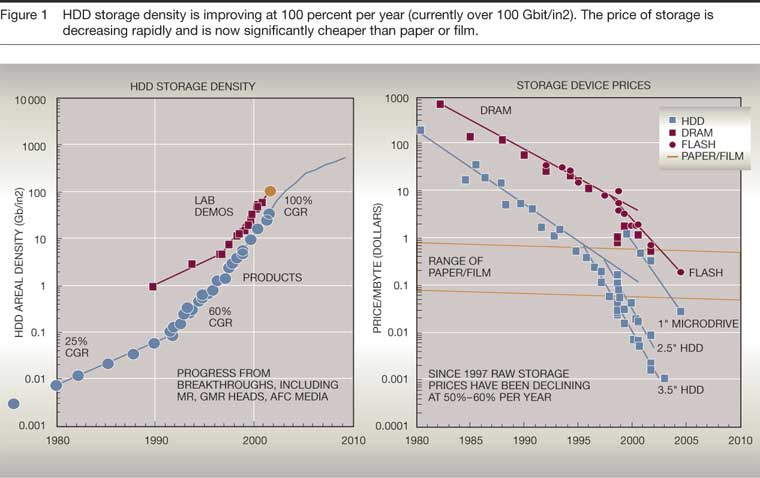 Figure 1 HDD storage density is improving at 100 percent per year (currently over 100 Gbit/in2). The price of storage is
decreasing rapidly and is now significantly cheaper than paper or film.
HDD STORAGE DENSITY
HDD AREAL DENSITY (Gb/in2)
10 000
1000
100
10
1
0.1
0.01
0.001
LAB
DEMOS
100%
CGR
PRODUCTS
60%
CGR
25%
CGR
PROGRESS FROM
BREAKTHROUGHS, INCLUDING
MR, GMR HEADS, AFC MEDIA
1980
1990
2000
2010
STORAGE DEVICE PRICES
PRICE/MBYTE (DOLLARS)
1000
100
10
1
0.1
0.01
0.001
0.0001
DRAM
HDD
DRAM
FLASH
PAPER/FILM
RANGE OF
PAPER/FILM
FLASH
1" MICRODRIVE
2.5" HDD
3.5" HDD
SINCE 1997 RAW STORAGE
PRICES HAVE BEEN DECLINING
AT 50%–60% PER YEAR
1980
1985
1990
1995
2000
2005
2010